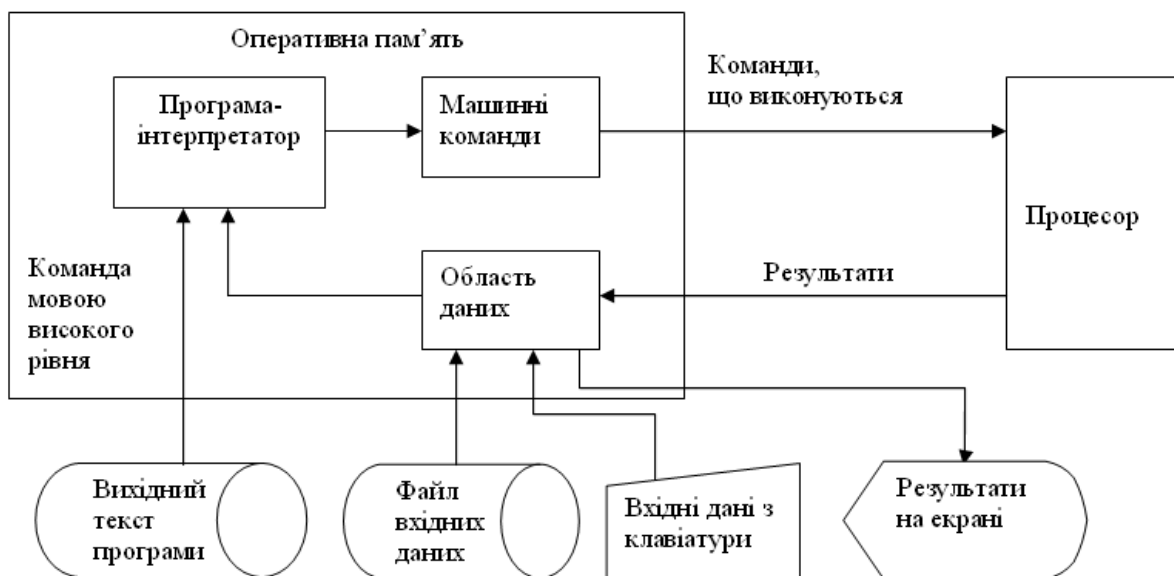 Оперативна пам’ять
Програма-
інтерпретатор
Машинні
команди
Команди,
що виконуються
Процесор
Команда
мовою
високого
рівня
Область
даних
Результати
Вихідний
текст
програми
Файл
вхідних
даних
Вхідні дані з
клавіатури
Результати
на екрані